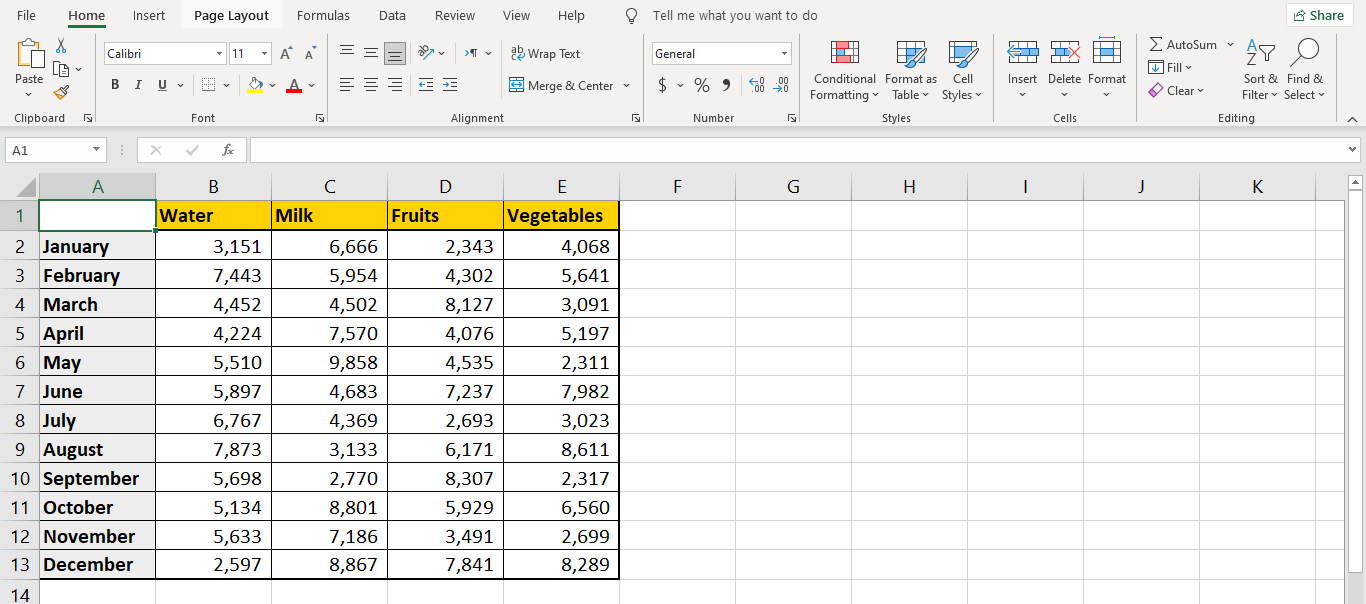 File Home Insert Page Layout Formulas Data Review View Help Tell me what you want to do Share
Calibri 11 A A ab Wrap Text General AutoSum
Paste Conditional Format as Cell Insert Delete Format Fill Sort & Find &
B I U A Merge & Center $ % Formatting Table Styles Clear Filter Select
Clipboard Font Alignment Number Styles Cells Editing
A1 fx
A B C D E F G H I J K
1 Water Milk Fruits Vegetables
2 January 3,151 6,666 2,343 4,068
3 February 7,443 5,954 4,302 5,641
4 March 4,452 4,502 8,127 3,091
5 April 4,224 7,570 4,076 5,197
6 May 5,510 9,858 4,535 2,311
7 June 5,897 4,683 7,237 7,982
8 July 6,767 4,369 2,693 3,023
9 August 7,873 3,133 6,171 8,611
10 September 5,698 2,770 8,307 2,317
11 October 5,134 8,801 5,929 6,560
12 November 5,633 7,186 3,491 2,699
13 December 2,597 8,867 7,841 8,289
14